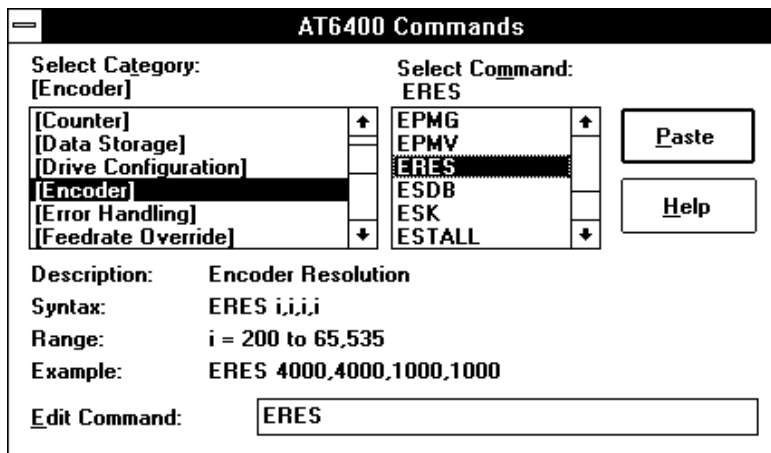 AT6400 Commands
Select Category:
[Encoder]
[Counter]
[Data Storage]
[Drive Configuration]
[Encoder]
[Error Handling]
[Feedrate Override]
Select Command:
ERES
EPMG
EPMV
ERES
ESDB
ESK
ESTALL
Paste
Help
Description: Encoder Resolution
Syntax: ERES i,i,i,i
Range: i = 200 to 65,535
Example: ERES 4000,4000,1000,1000
Edit Command: ERES